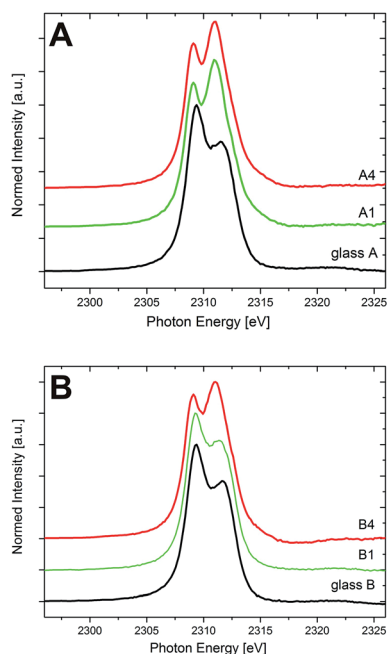 A
Normed Intensity [a.u.]
A4
A1
glass A
2300 2305 2310 2315 2320 2325
Photon Energy [eV]
B
Normed Intensity [a.u.]
B4
B1
glass B
2300 2305 2310 2315 2320 2325
Photon Energy [eV]